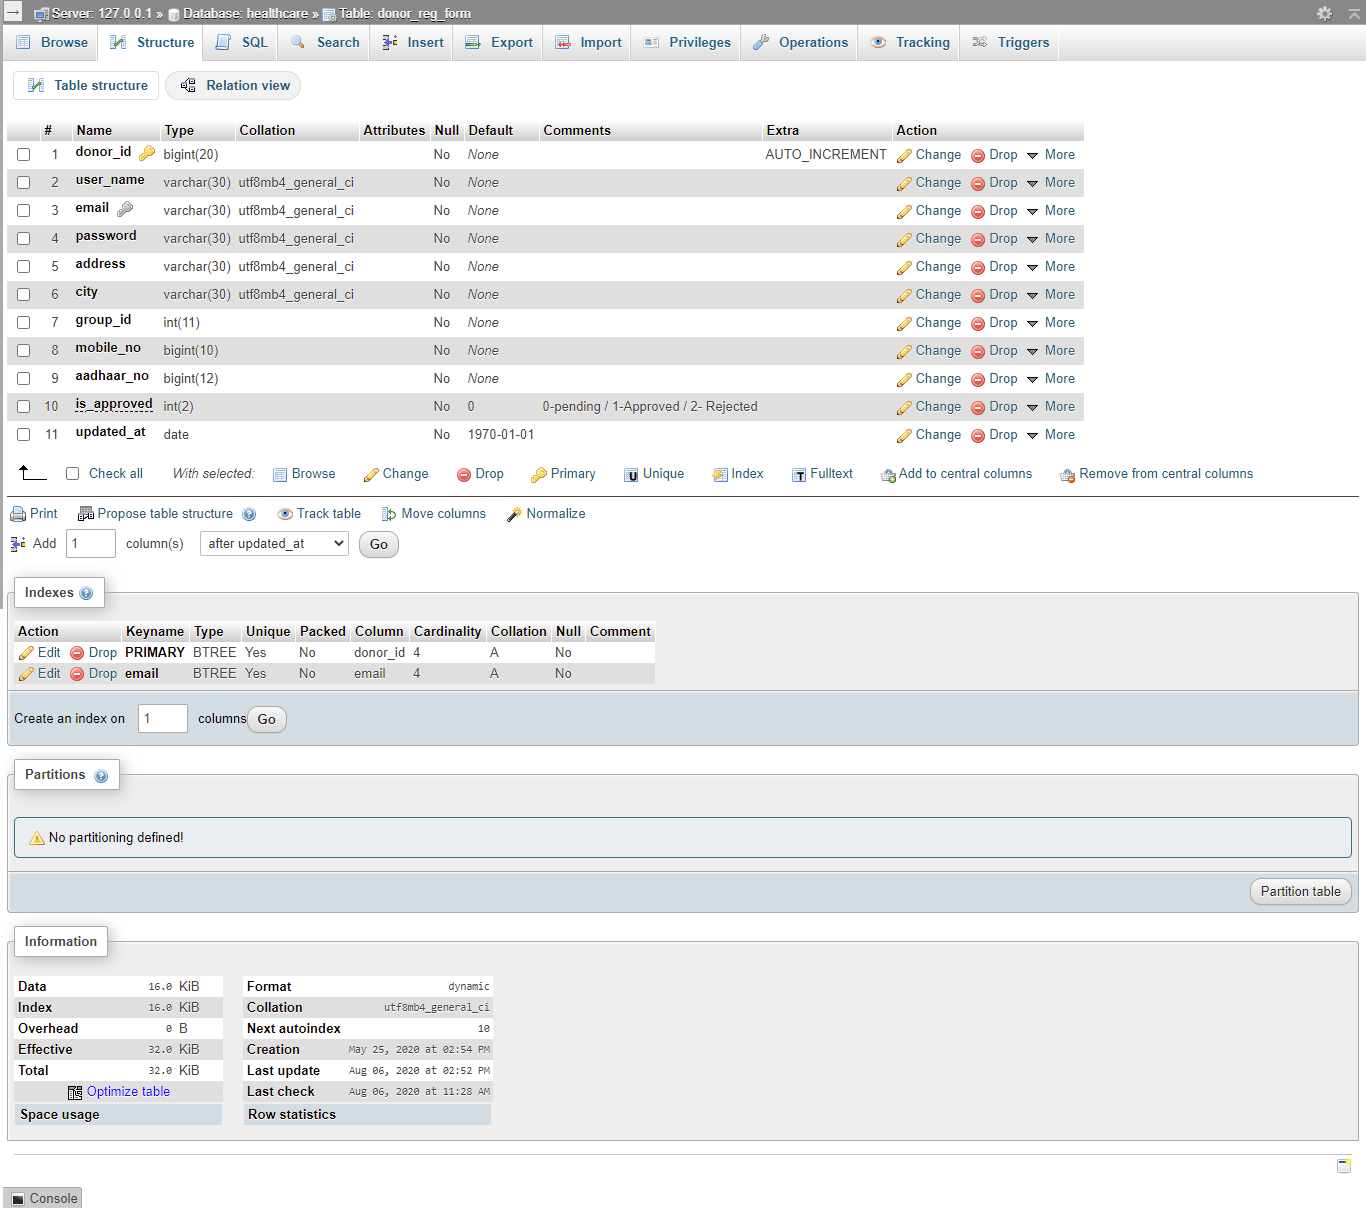 Server: 127.0.0.1 » Database: healthcare » Table: donor_reg_form
Browse Structure SQL Search Insert Export Import Privileges Operations Tracking Triggers
Table structure Relation view
# Name Type Collation Attributes Null Default Comments Extra Action
1 donor_id bigint(20) No None AUTO_INCREMENT Change Drop More
2 user_name varchar(30) utf8mb4_general_ci No None Change Drop More
3 email varchar(30) utf8mb4_general_ci No None Change Drop More
4 password varchar(30) utf8mb4_general_ci No None Change Drop More
5 address varchar(30) utf8mb4_general_ci No None Change Drop More
6 city varchar(30) utf8mb4_general_ci No None Change Drop More
7 group_id int(11) No None Change Drop More
8 mobile_no bigint(10) No None Change Drop More
9 aadhaar_no bigint(12) No None Change Drop More
10 is_approved int(2) No 0 0-pending / 1-Approved / 2- Rejected Change Drop More
11 updated_at date No 1970-01-01 Change Drop More
Check all With selected: Browse Change Drop Primary Unique Index Fulltext Add to central columns Remove from central columns
Print Propose table structure Track table Move columns Normalize
Add 1 column(s) after updated_at Go
Indexes
Action Keyname Type Unique Packed Column Cardinality Collation Null Comment
Edit Drop PRIMARY BTREE Yes No donor_id 4 A No
Edit Drop email BTREE Yes No email 4 A No
Create an index on 1 columns Go
Partitions
No partitioning defined!
Partition table
Information
Data 16.0 KiB
Index 16.0 KiB
Overhead 0 B
Effective 32.0 KiB
Total 32.0 KiB
Optimize table
Space usage
Format dynamic
Collation utf8mb4_general_ci
Next autoindex 10
Creation May 25, 2020 at 02:54 PM
Last update Aug 06, 2020 at 02:52 PM
Last check Aug 06, 2020 at 11:28 AM
Row statistics
Console